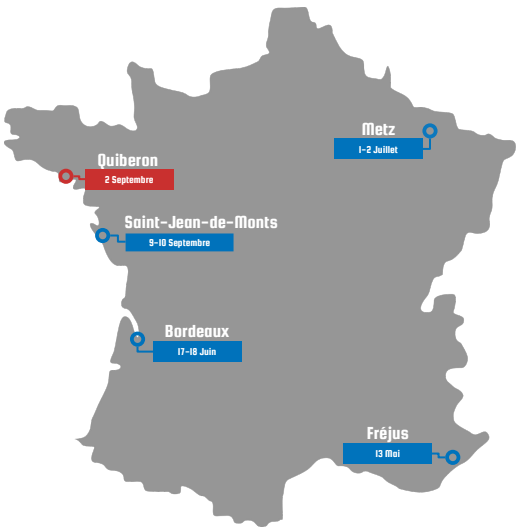 Metz
1-2 Juillet
Quiberon
2 Septembre
Saint-Jean-de-Monts
9-10 Septembre
Bordeaux
17-18 Juin
Fréjus
13 Mai